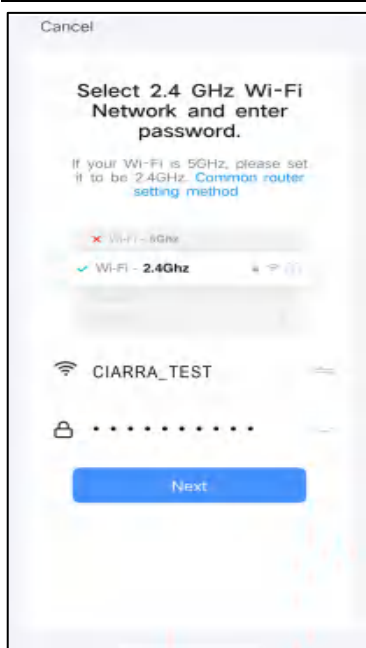 Cancel
Select 2.4 GHz Wi-Fi
Network and enter
password.
If your Wi-Fi is 5GHz, please set
it to be 2.4GHz. Common router
setting method
Wi-Fi - 5Ghz
Wi-Fi - 2.4Ghz
CIARRA_TEST
Next